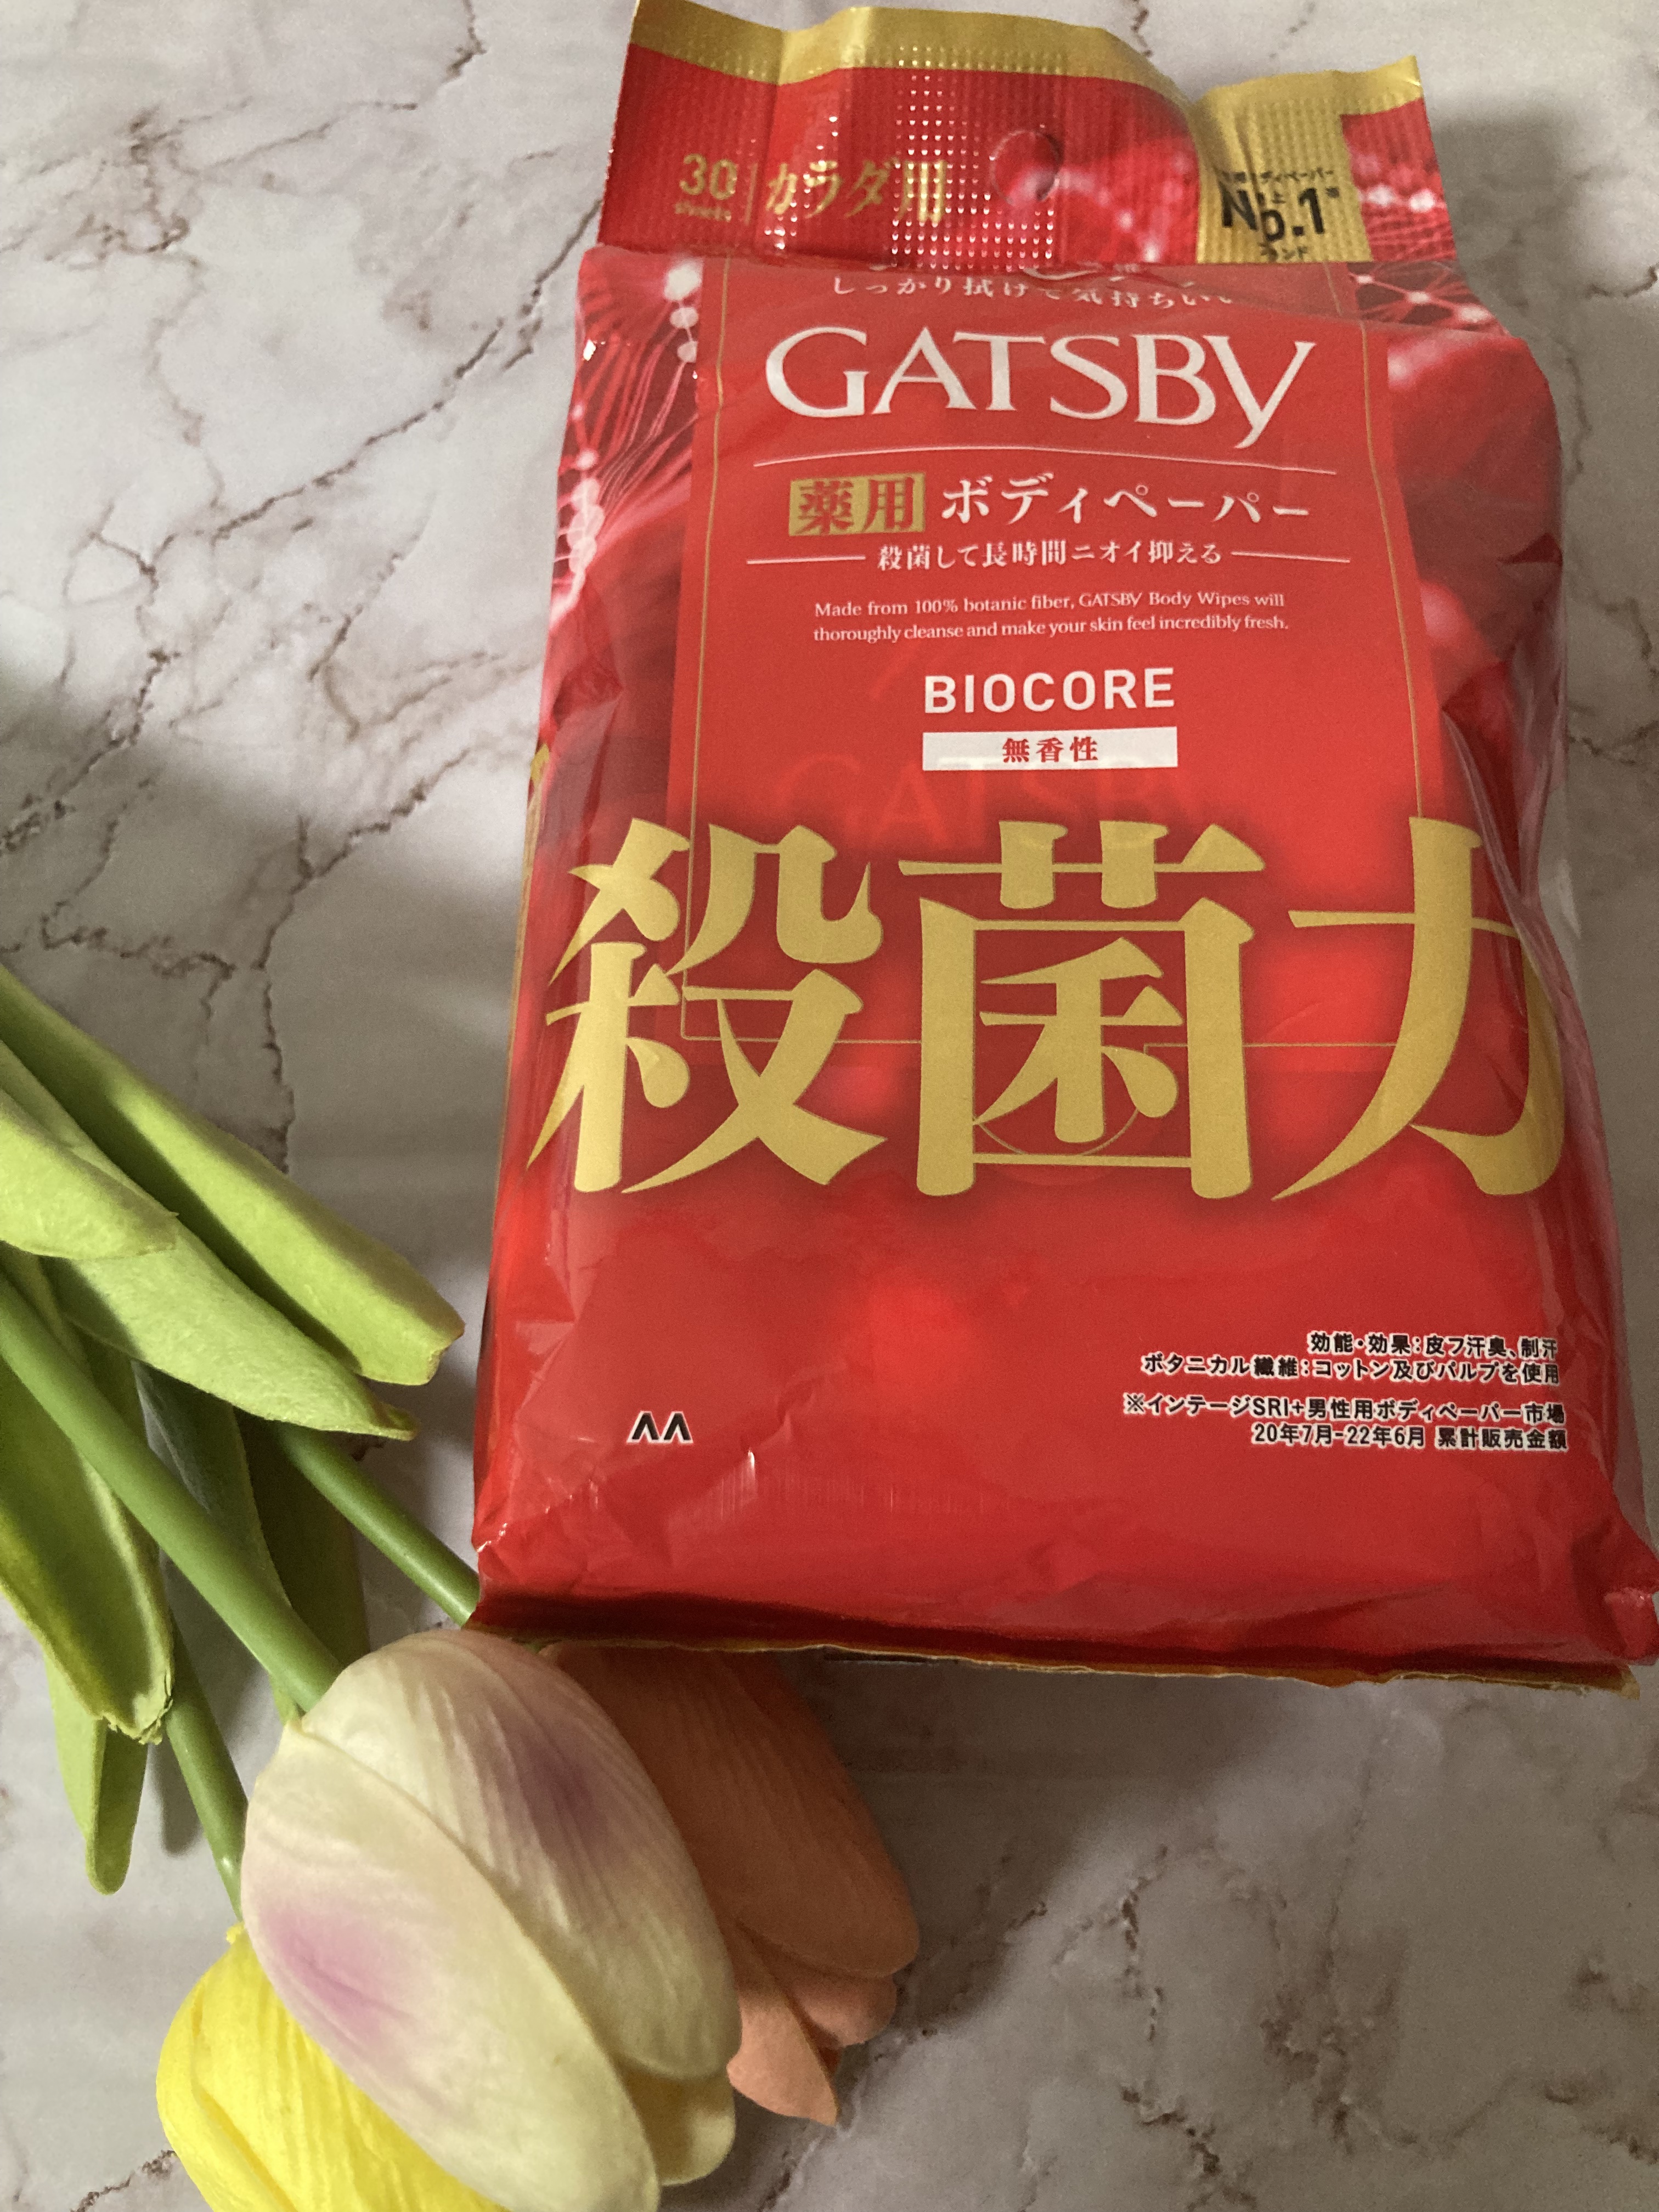 30 カラダ用
No.1
しっかり拭けて気持ちいい
GATSBY
薬用 ボディペーパー
殺菌して長時間ニオイ抑える
Made from 100% botanic fiber, GATSBY Body Wipes will
thoroughly cleanse and make your skin feel incredibly fresh.
BIOCORE
無香性
殺菌力
効能・効果:皮フ汗臭、制汗
ボタニカル繊維:コットン及びパルプを使用
※インテージSRI+男性用ボディペーパー市場
20年7月-22年6月 累計販売金額